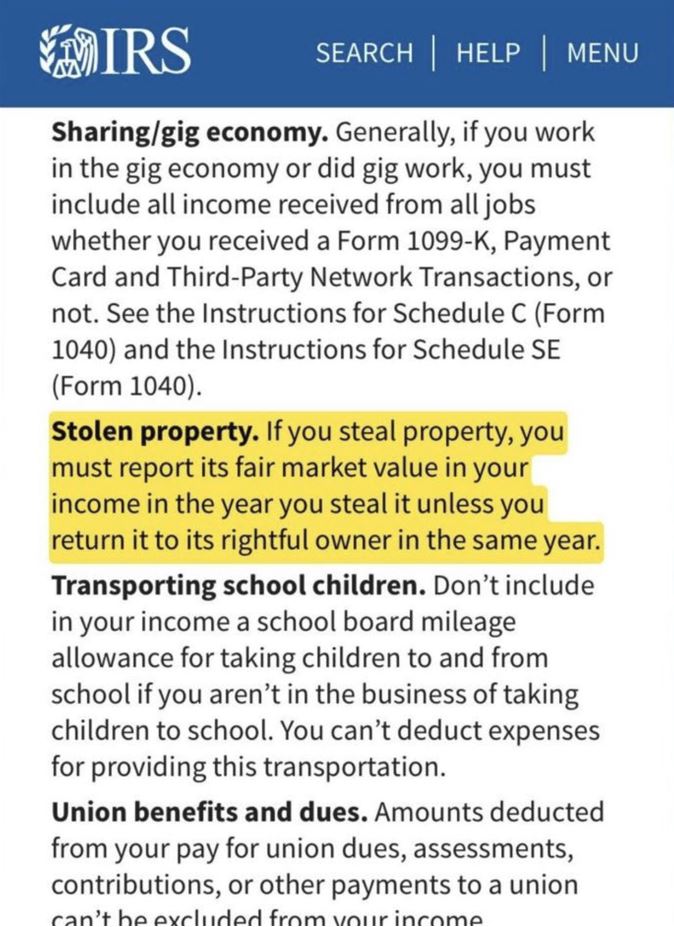 IRS SEARCH | HELP | MENU
Sharing/gig economy. Generally, if you work
in the gig economy or did gig work, you must
include all income received from all jobs
whether you received a Form 1099-K, Payment
Card and Third-Party Network Transactions, or
not. See the Instructions for Schedule C (Form
1040) and the Instructions for Schedule SE
(Form 1040).
Stolen property. If you steal property, you
must report its fair market value in your
income in the year you steal it unless you
return it to its rightful owner in the same year.
Transporting school children. Don’t include
in your income a school board mileage
allowance for taking children to and from
school if you aren’t in the business of taking
children to school. You can’t deduct expenses
for providing this transportation.
Union benefits and dues. Amounts deducted
from your pay for union dues, assessments,
contributions, or other payments to a union
can’t be excluded from your income